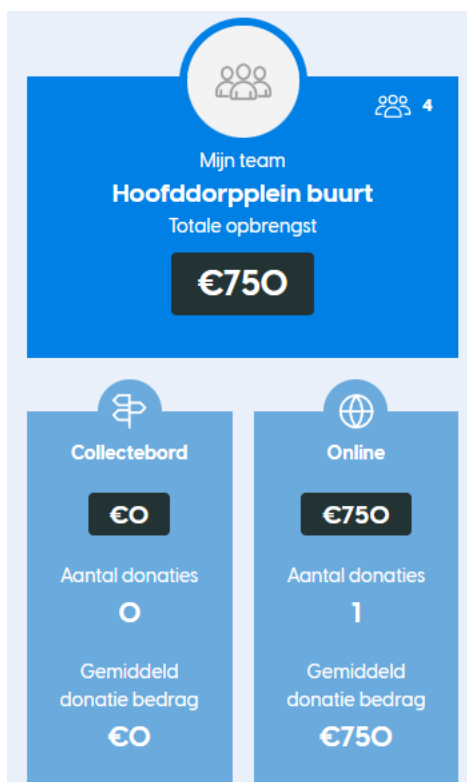 4
Mijn team
Hoofddorpplein buurt
Totale opbrengst
€750
Collectebord
€0
Aantal donaties
0
Gemiddeld
donatie bedrag
€0
Online
€750
Aantal donaties
1
Gemiddeld
donatie bedrag
€750